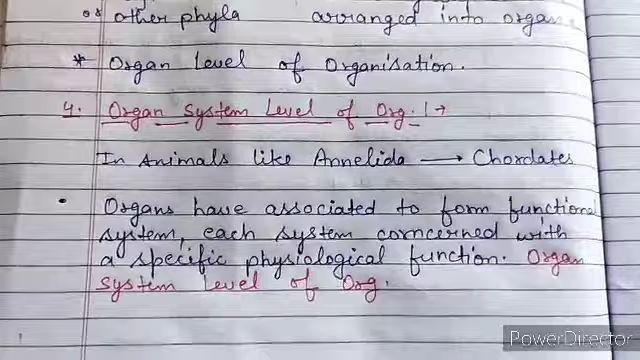 other phyla arranged into organ
* Organ Level of Organisation.
4. Organ System Level of Org. | →
In Animals like Annelida → Chordates
• Organs have associated to form functional
system, each system comcerned with
a specific physiological function. Organ
system level of Org.
PowerDirector